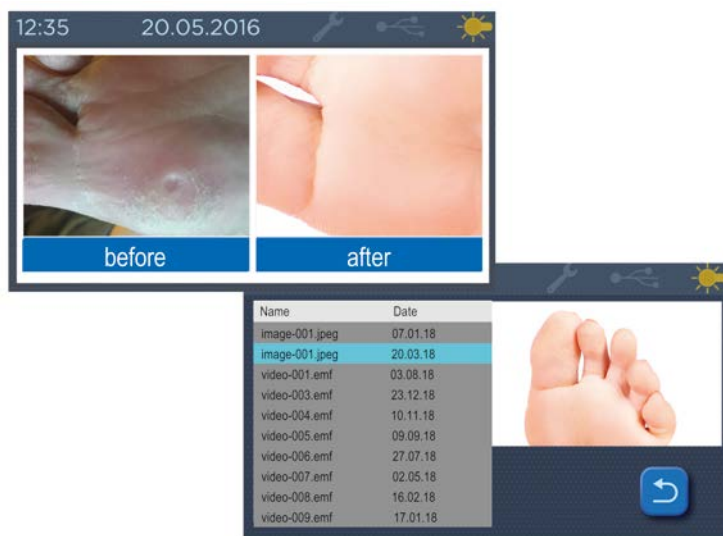 12:35 20.05.2016
before after
Name Date
image-001.jpeg 07.01.18
image-001.jpeg 20.03.18
video-001.emf 03.08.18
video-003.emf 23.12.18
video-004.emf 10.11.18
video-005.emf 09.09.18
video-006.emf 27.07.18
video-007.emf 02.05.18
video-008.emf 16.02.18
video-009.emf 17.01.18